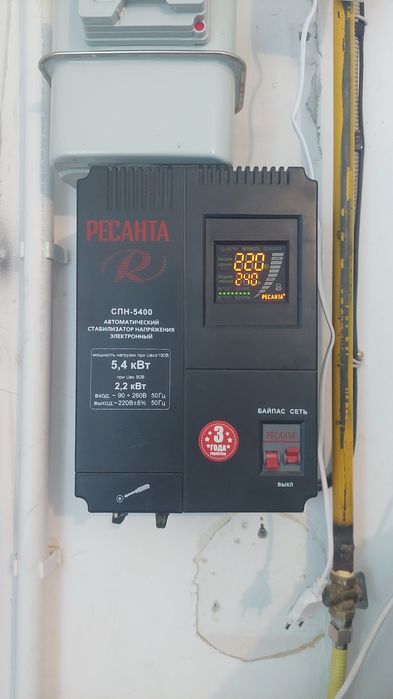 РЕСАНТА
R
СПН-5400
АВТОМАТИЧЕСКИЙ
СТАБИЛИЗАТОР НАПРЯЖЕНИЯ
ЭЛЕКТРОННЫЙ
мощность нагрузки при Uвх≥190В
5,4 кВт
при Uвх 90В
2,2 кВт
вход: ~ 90 ÷ 260В 50Гц
выход:~220В±8% 50Гц
220
240
РЕСАНТА
БАЙПАС СЕТЬ
РЕСАНТА
ВЫКЛ
3
ГОДА
ГАРАНТИИ